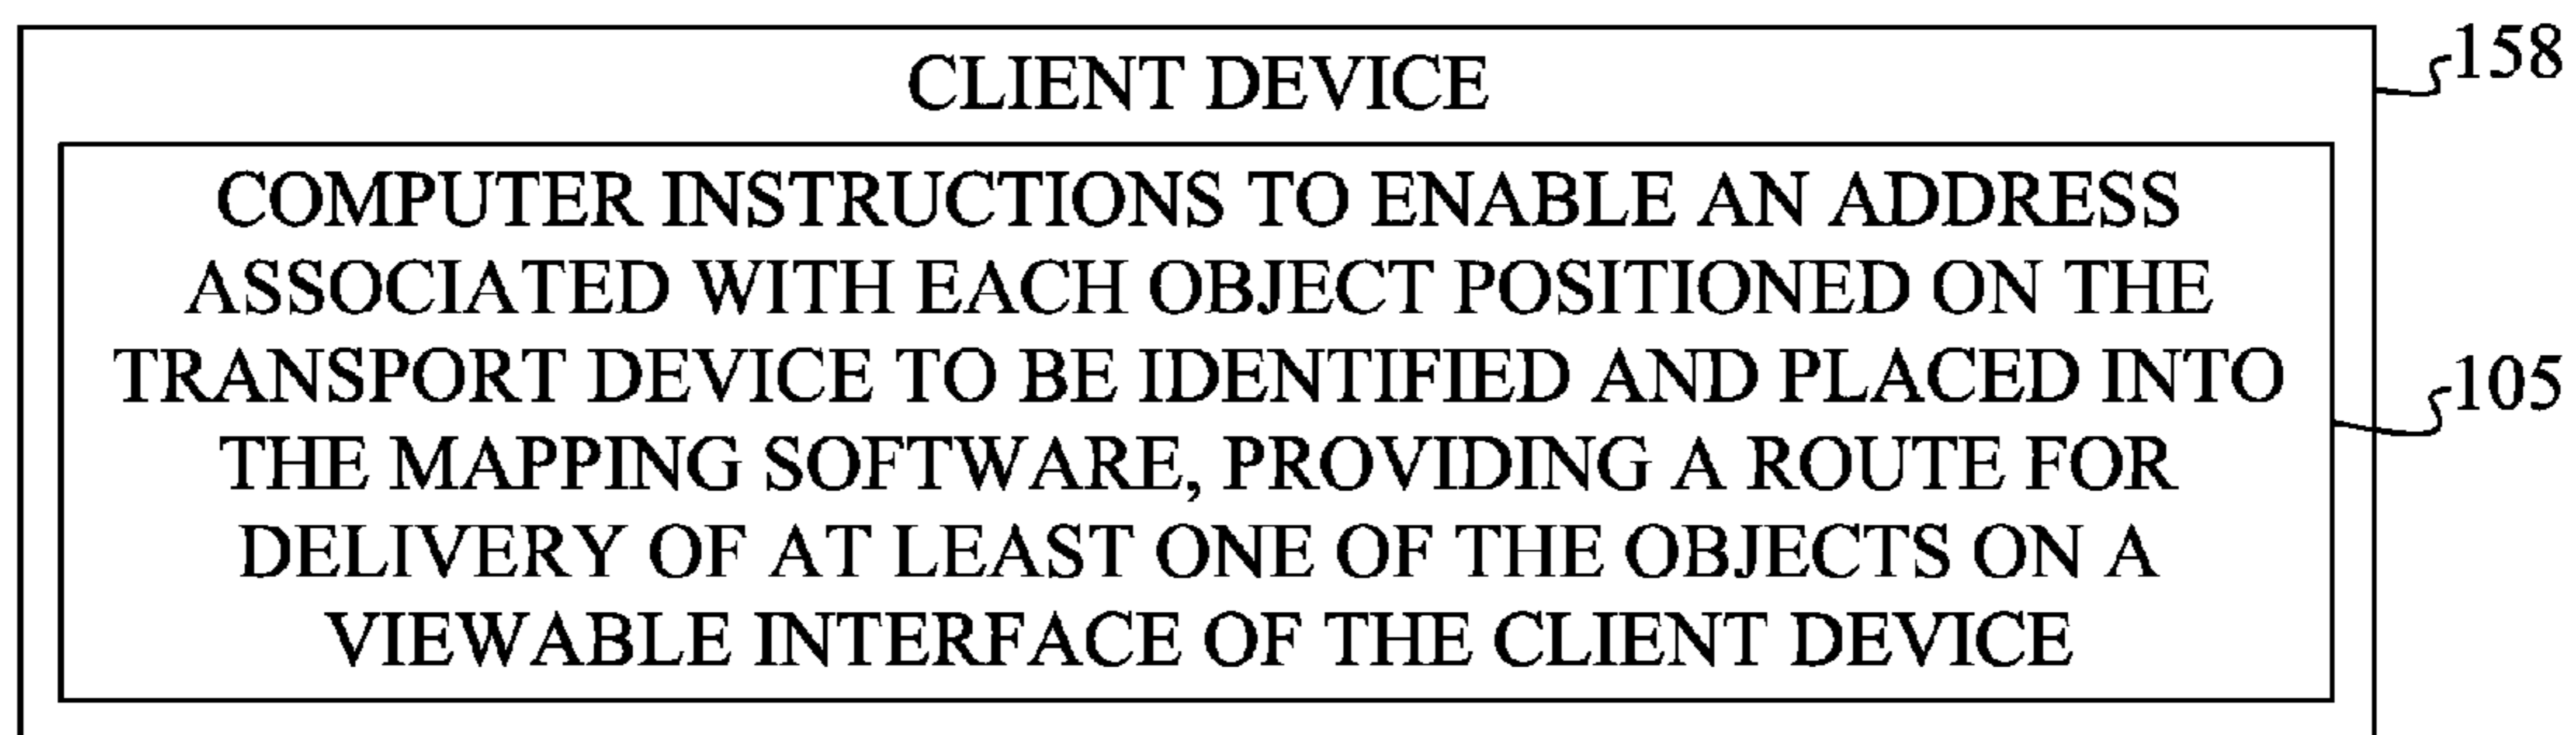 CLIENT DEVICE
158
COMPUTER INSTRUCTIONS TO ENABLE AN ADDRESS
ASSOCIATED WITH EACH OBJECT POSITIONED ON THE
TRANSPORT DEVICE TO BE IDENTIFIED AND PLACED INTO
THE MAPPING SOFTWARE, PROVIDING A ROUTE FOR
DELIVERY OF AT LEAST ONE OF THE OBJECTS ON A
VIEWABLE INTERFACE OF THE CLIENT DEVICE
105